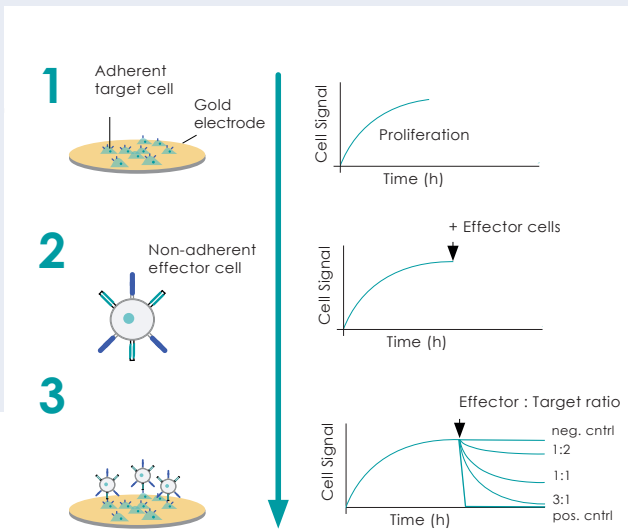 1
Adherent
target cell
Gold
electrode
Cell Signal
Proliferation
Time (h)
2
Non-adherent
effector cell
+ Effector cells
Cell Signal
Time (h)
3
Effector : Target ratio
Cell Signal
neg. cntrl
1:2
1:1
3:1
pos. cntrl
Time (h)